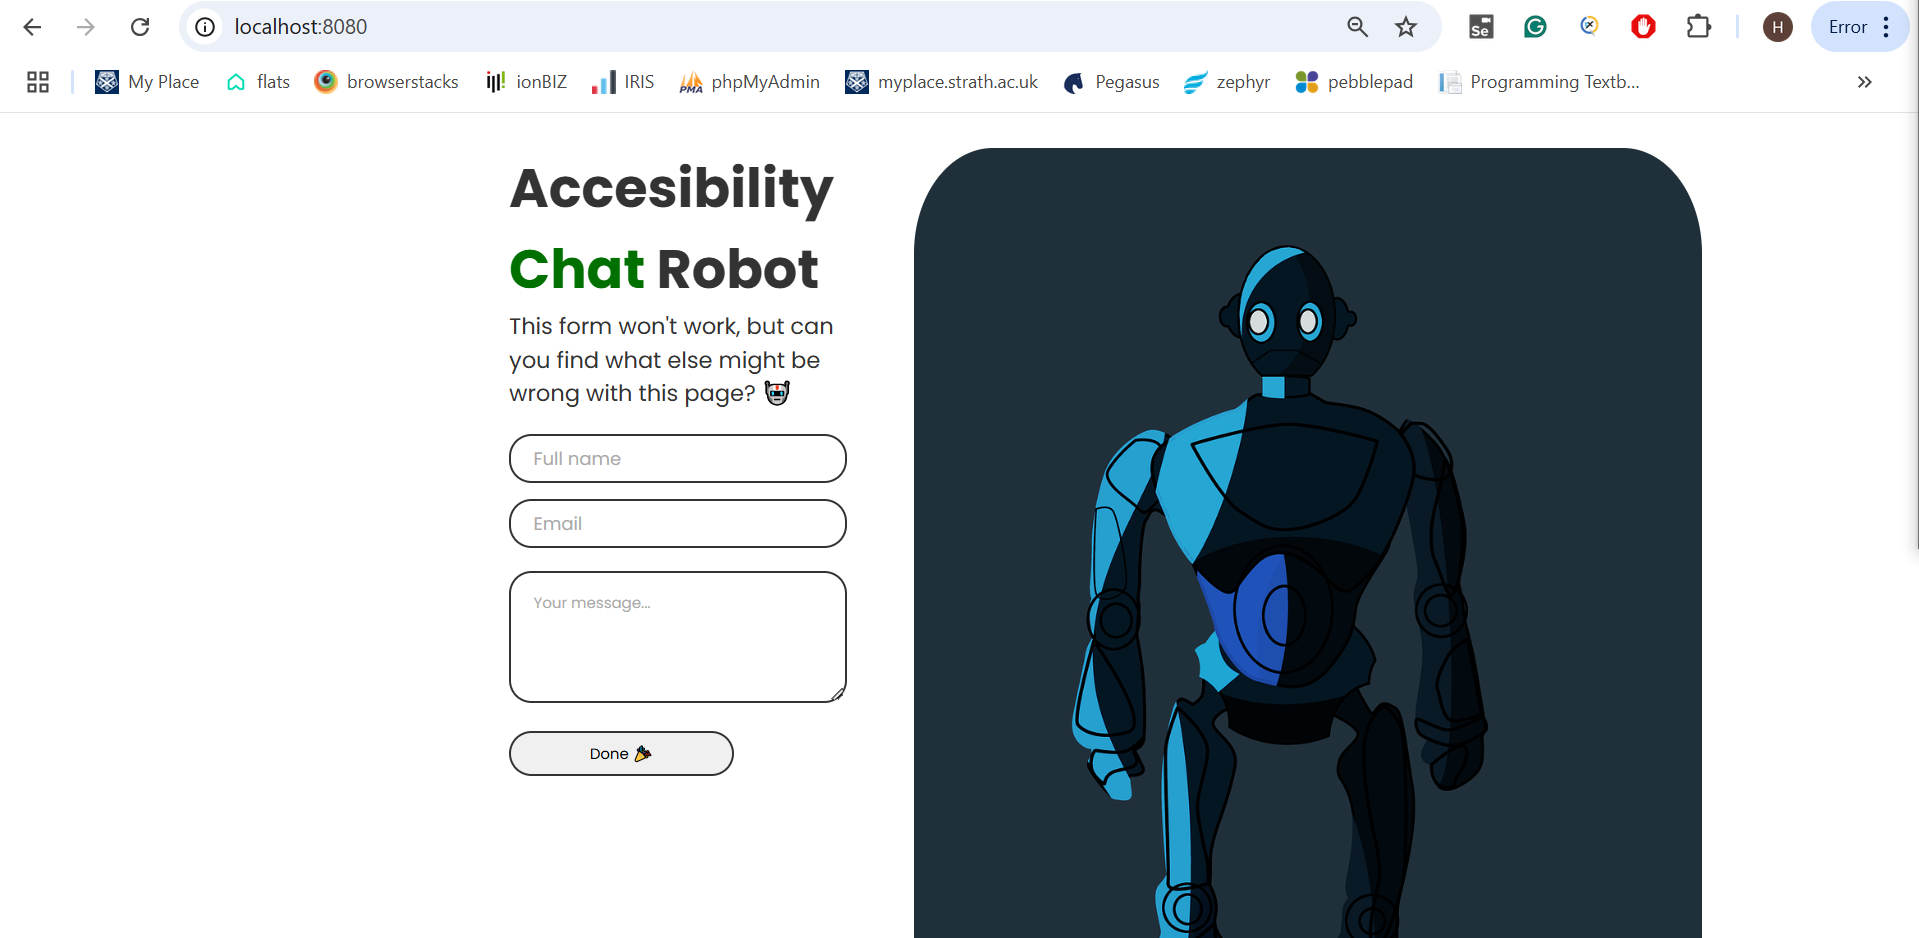 localhost:8080
Se
H
Error
My Place
flats
browserstacks
ionBIZ
IRIS
PMA
phpMyAdmin
myplace.strath.ac.uk
Pegasus
zephyr
pebblepad
Programming Textb...
Accesibility
Chat Robot
This form won't work, but can
you find what else might be
wrong with this page? 🤖
Full name
Email
Your message...
Done 🎉